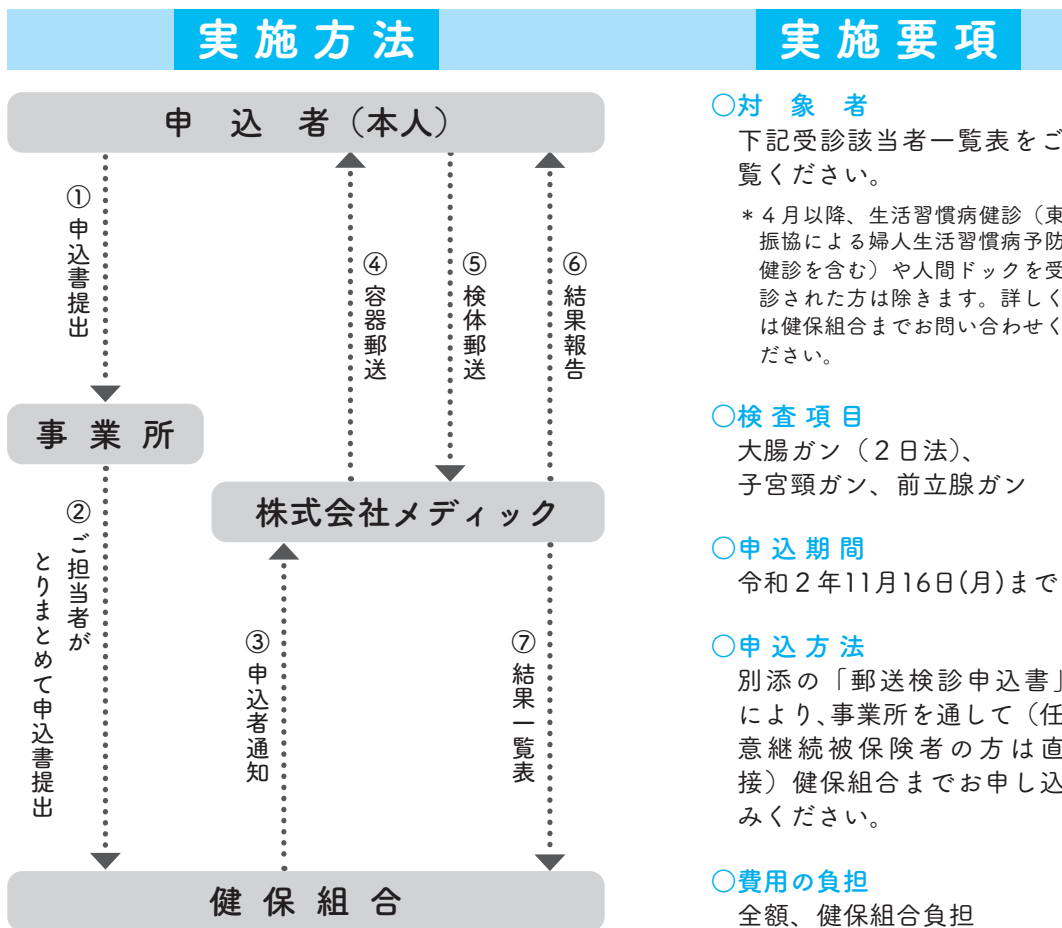 実施方法
申込者（本人）
①申込書提出
④容器郵送
⑤検体郵送
⑥結果報告
事業所
株式会社メディック
②ご担当者が
とりまとめて申込書提出
③申込者通知
⑦結果一覧表
健保組合
実施要項
○対象者
下記受診該当者一覧表をご
覧ください。
＊４月以降、生活習慣病健診（東
振協による婦人生活習慣病予防
健診を含む）や人間ドックを受
診された方は除きます。詳しく
は健保組合までお問い合わせく
ださい。
○検査項目
大腸ガン（２日法）、
子宮頸ガン、前立腺ガン
○申込期間
令和２年11月16日(月)まで
○申込方法
別添の「郵送検診申込書」
により、事業所を通して（任
意継続被保険者の方は直
接）健保組合までお申し込
みください。
○費用の負担
全額、健保組合負担